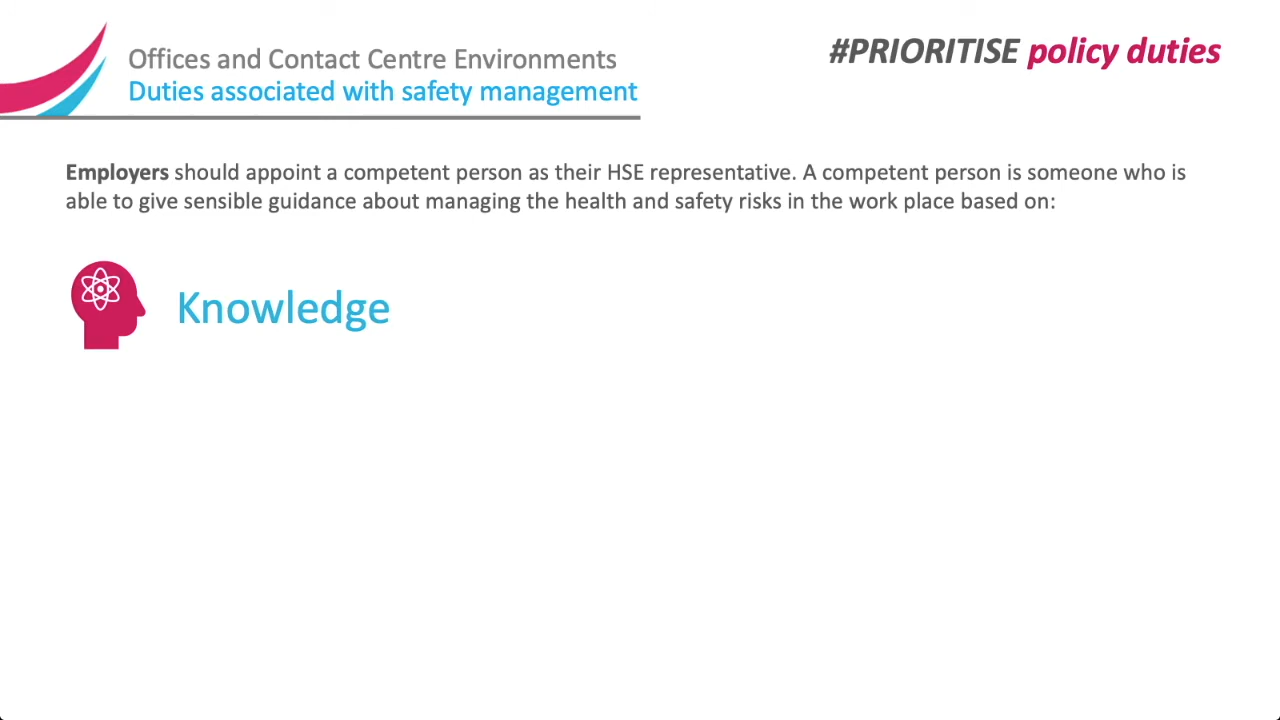 Offices and Contact Centre Environments
Duties associated with safety management
#PRIORITISE policy duties
Employers should appoint a competent person as their HSE representative. A competent person is someone who is
able to give sensible guidance about managing the health and safety risks in the work place based on:
Knowledge